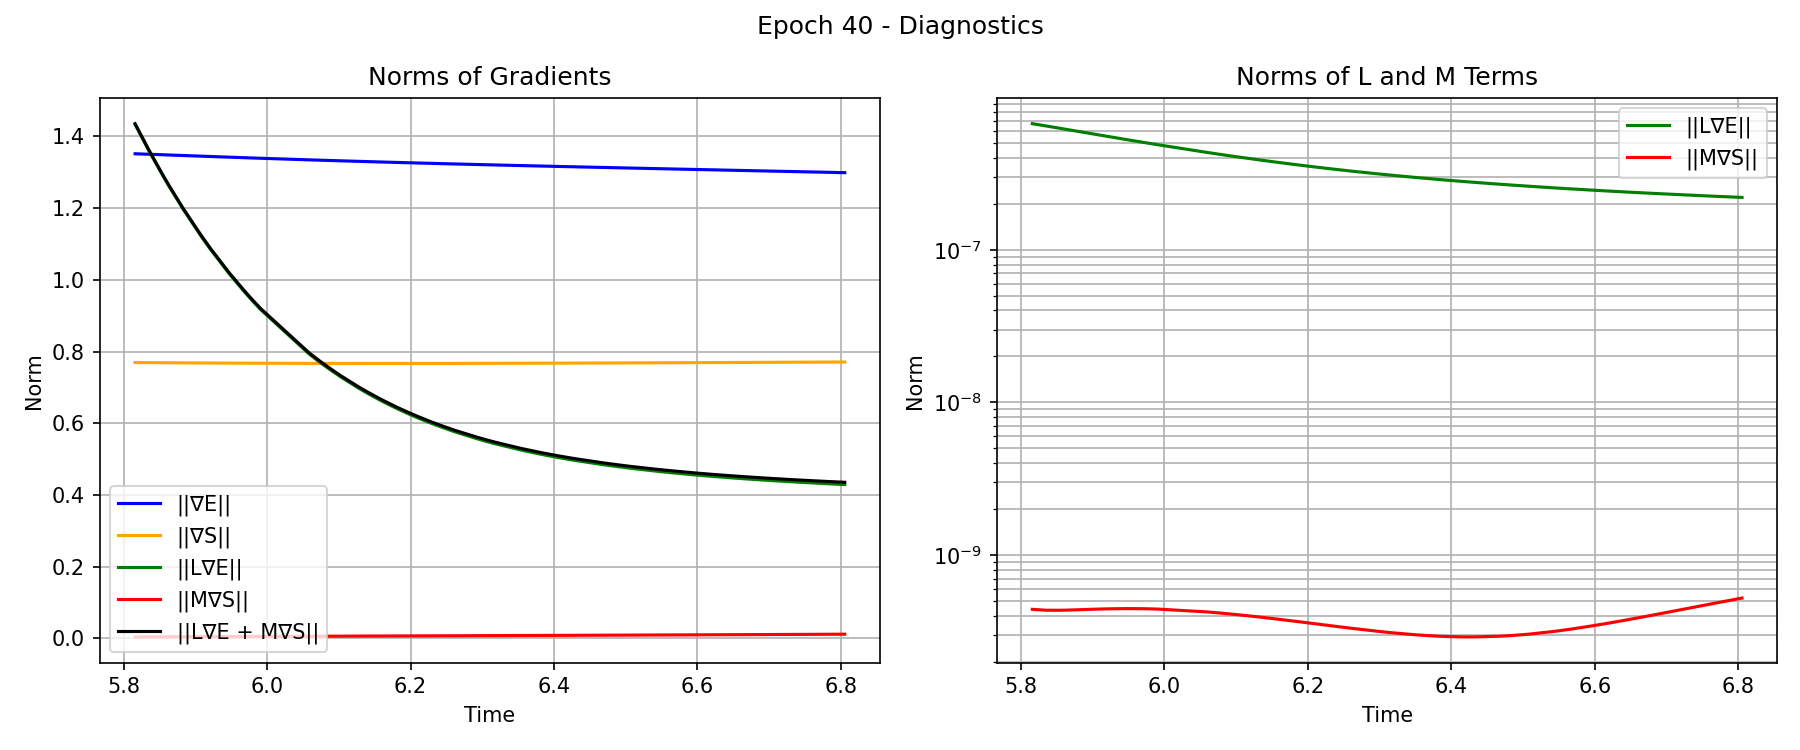 Epoch 40 - Diagnostics
Norms of Gradients
Norm
1.4
1.2
1.0
0.8
0.6
0.4
0.2
0.0
||∇E||
||∇S||
||L∇E||
||M∇S||
||L∇E + M∇S||
5.8 6.0 6.2 6.4 6.6 6.8
Time
Norms of L and M Terms
Norm
10⁻⁷
10⁻⁸
10⁻⁹
||L∇E||
||M∇S||
5.8 6.0 6.2 6.4 6.6 6.8
Time